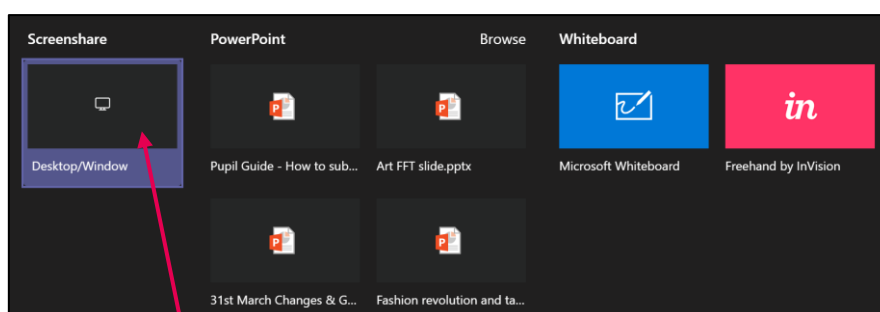 Screenshare
PowerPoint
Browse
Whiteboard
in
Desktop/Window
Pupil Guide - How to sub...
Art FFT slide.pptx
Microsoft Whiteboard
Freehand by InVision
31st March Changes & G...
Fashion revolution and ta...